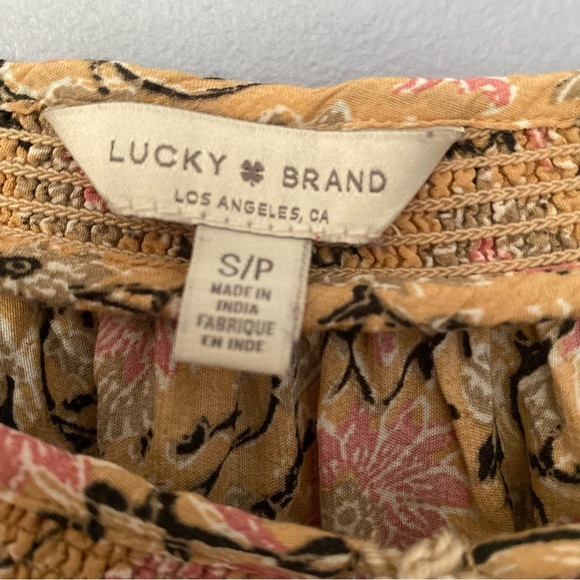 LUCKY BRAND
LOS ANGELES, CA
S/P
MADE IN
INDIA
FABRIQUE
EN INDE